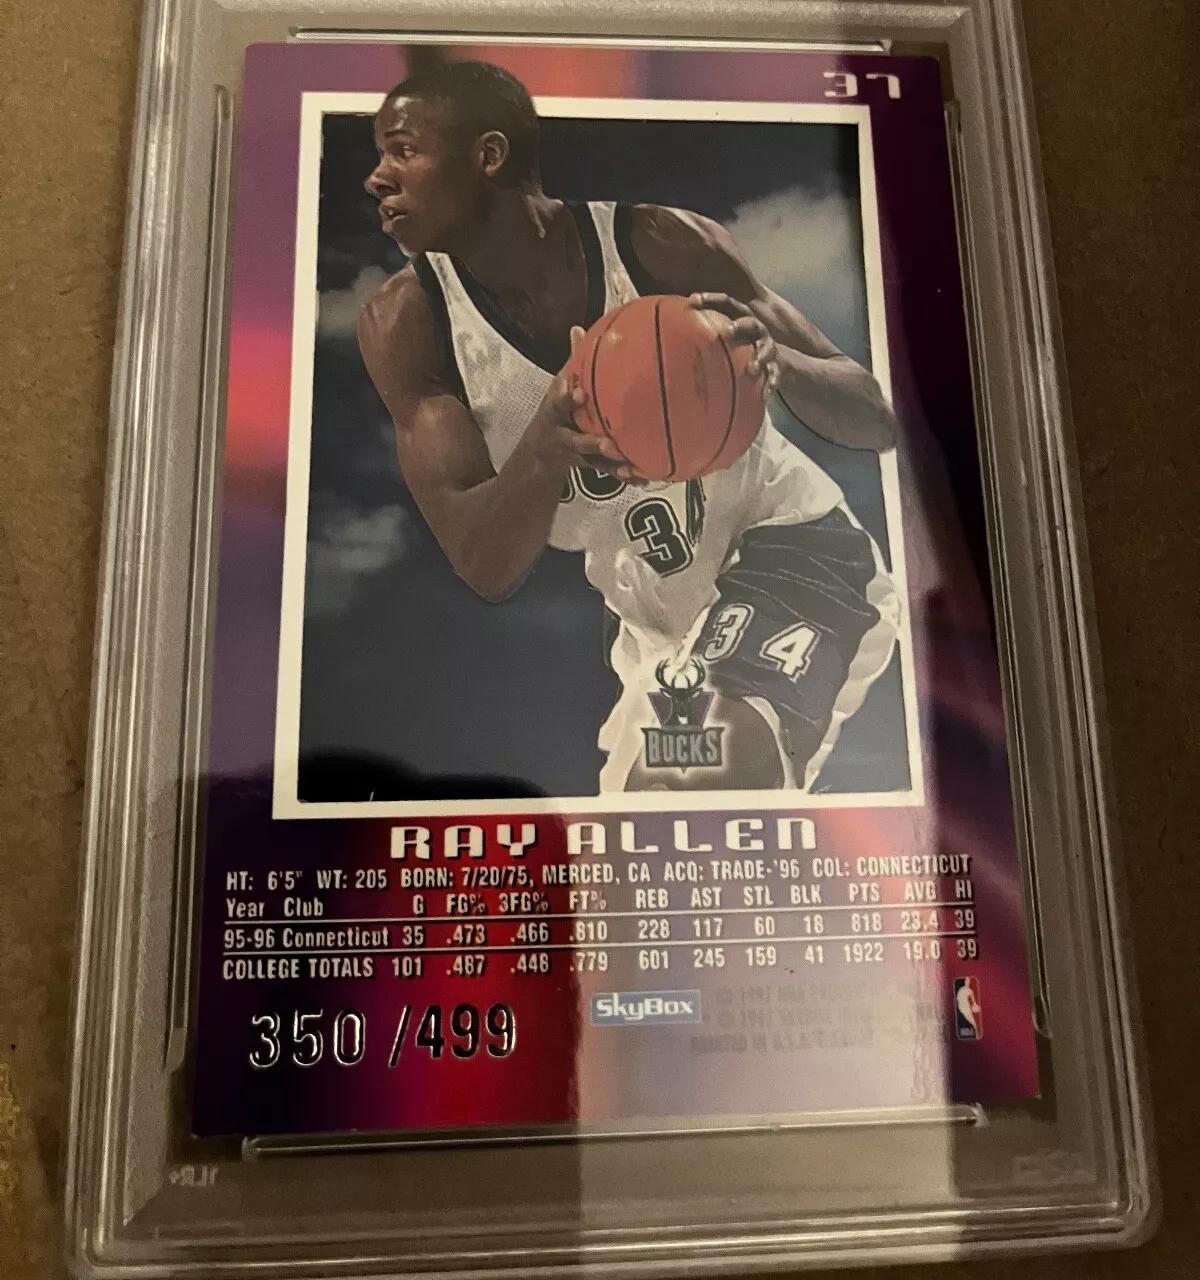 37
34
34
BUCKS
RAY ALLEN
HT: 6'5" WT: 205 BORN: 7/20/75, MERCED, CA ACQ: TRADE-'96 COL: CONNECTICUT
Year Club G FG% 3FG% FT% REB AST STL BLK PTS AVG HI
95-96 Connecticut 35 .473 .466 .810 228 117 60 18 818 23.4 39
COLLEGE TOTALS 101 .487 .448 .779 601 245 159 41 1922 19.0 39
SkyBox
350 /499